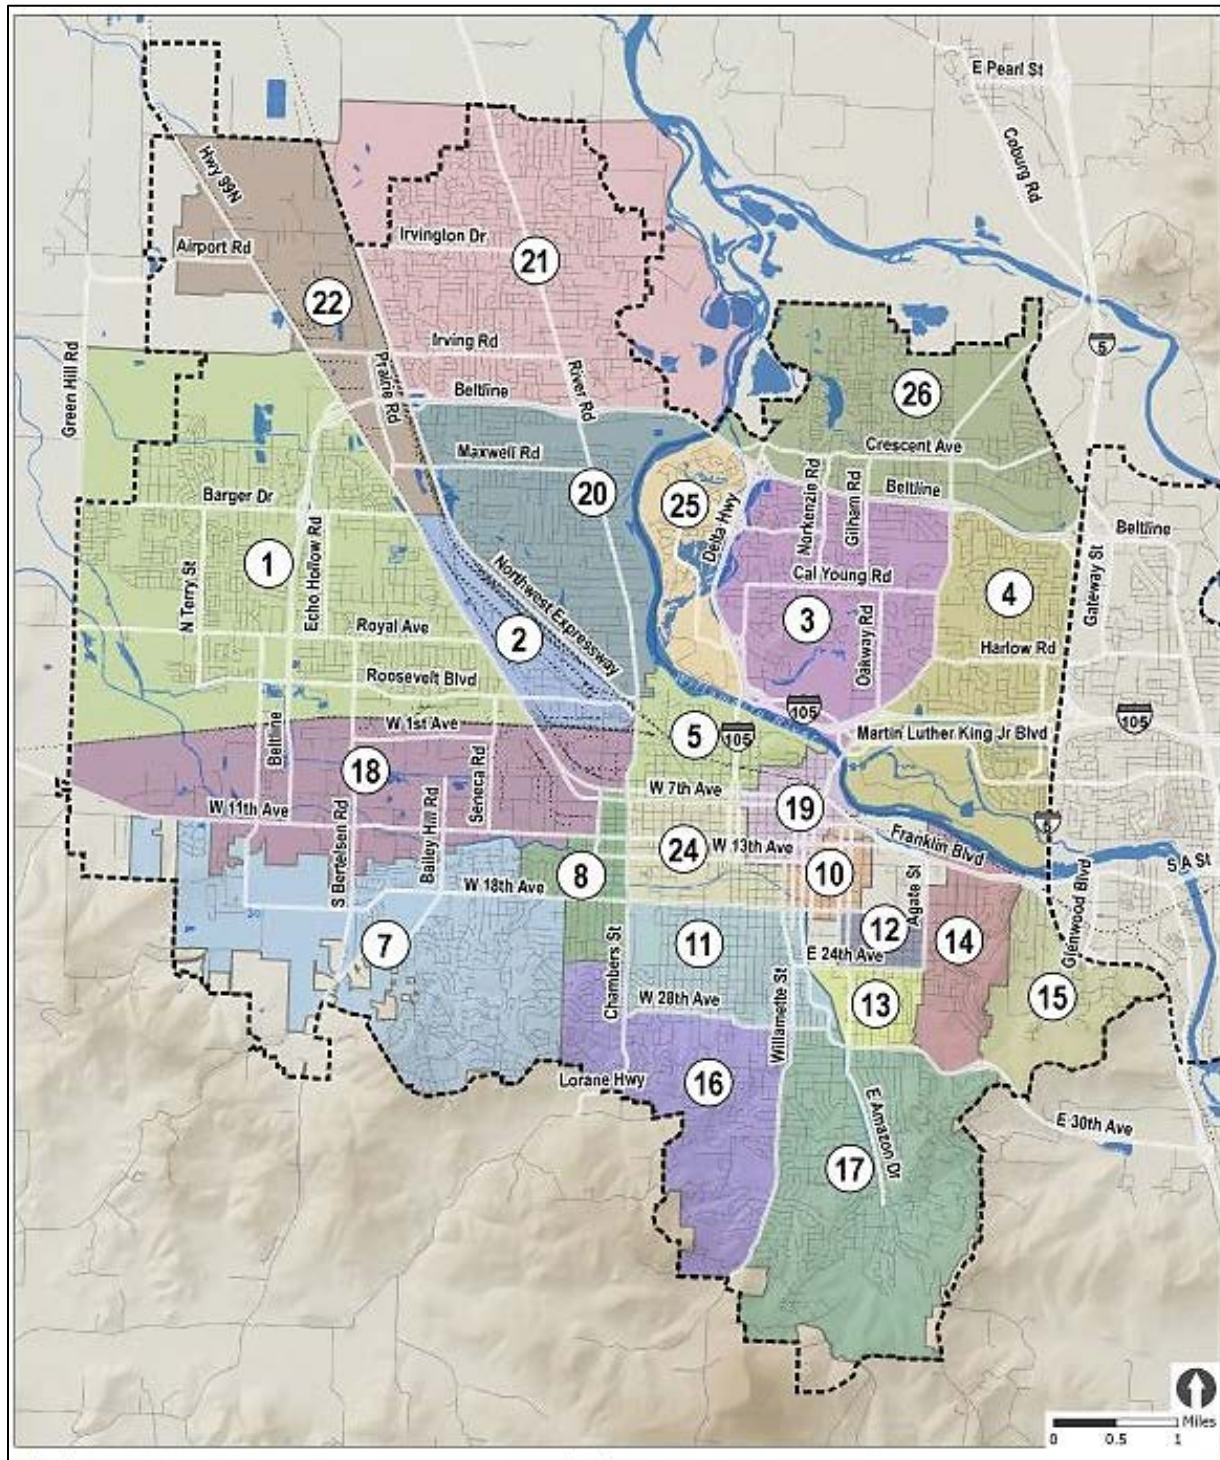 E Pearl St
Coburg Rd
Hwy 99N
Airport Rd
Irvington Dr
21
22
5
Green Hill Rd
Irving Rd
Prairie Rd
River Rd
Beltline
26
Maxwell Rd
Crescent Ave
20
25
Norkenzie Rd
Gilham Rd
Beltline
Barger Dr
Delta Hwy
Beltline
Gateway St
1
N Terry St
Echo Hollow Rd
Northwest Expressway
Cal Young Rd
4
3
Royal Ave
2
Oakway Rd
Harlow Rd
Roosevelt Blvd
105
105
W 1st Ave
5
105
Martin Luther King Jr Blvd
Beltline
18
Seneca Rd
W 7th Ave
19
W 11th Ave
S Bertelsen Rd
Bailey Hill Rd
24
W 13th Ave
Franklin Blvd
5
S A St
8
10
Agate St
W 18th Ave
Glenwood Blvd
7
Chambers St
11
12
14
E 24th Ave
W 28th Ave
Willamette St
13
15
Lorane Hwy
16
E Amazon Dr
E 30th Ave
17
Miles
0 0.5 1